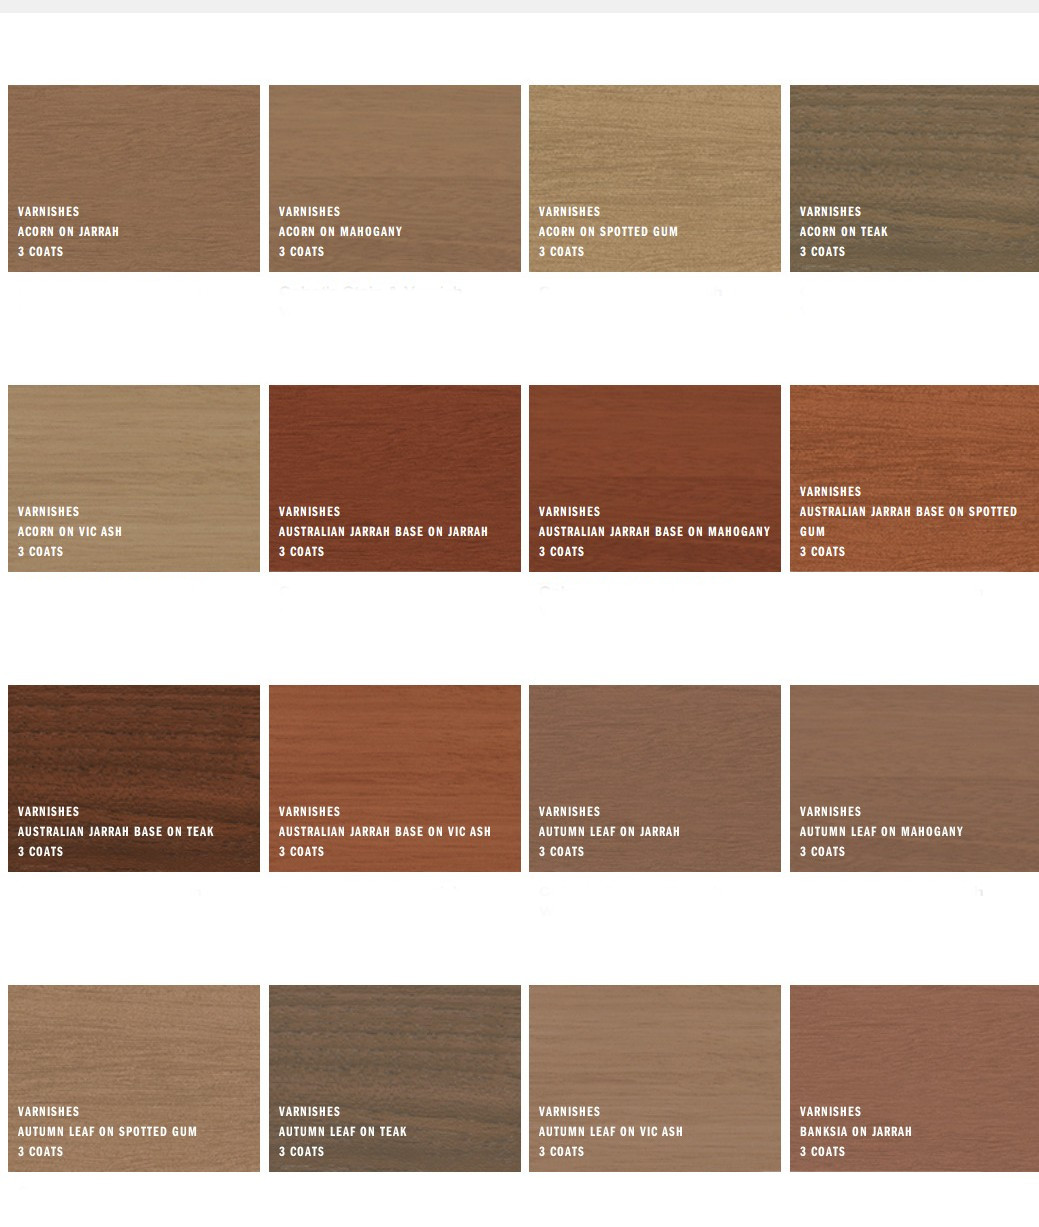 VARNISHES
ACORN ON JARRAH
3 COATS
VARNISHES
ACORN ON MAHOGANY
3 COATS
VARNISHES
ACORN ON SPOTTED GUM
3 COATS
VARNISHES
ACORN ON TEAK
3 COATS
VARNISHES
ACORN ON VIC ASH
3 COATS
VARNISHES
AUSTRALIAN JARRAH BASE ON JARRAH
3 COATS
VARNISHES
AUSTRALIAN JARRAH BASE ON MAHOGANY
3 COATS
VARNISHES
AUSTRALIAN JARRAH BASE ON SPOTTED
GUM
3 COATS
VARNISHES
AUSTRALIAN JARRAH BASE ON TEAK
3 COATS
VARNISHES
AUSTRALIAN JARRAH BASE ON VIC ASH
3 COATS
VARNISHES
AUTUMN LEAF ON JARRAH
3 COATS
VARNISHES
AUTUMN LEAF ON MAHOGANY
3 COATS
VARNISHES
AUTUMN LEAF ON SPOTTED GUM
3 COATS
VARNISHES
AUTUMN LEAF ON TEAK
3 COATS
VARNISHES
AUTUMN LEAF ON VIC ASH
3 COATS
VARNISHES
BANKSIA ON JARRAH
3 COATS